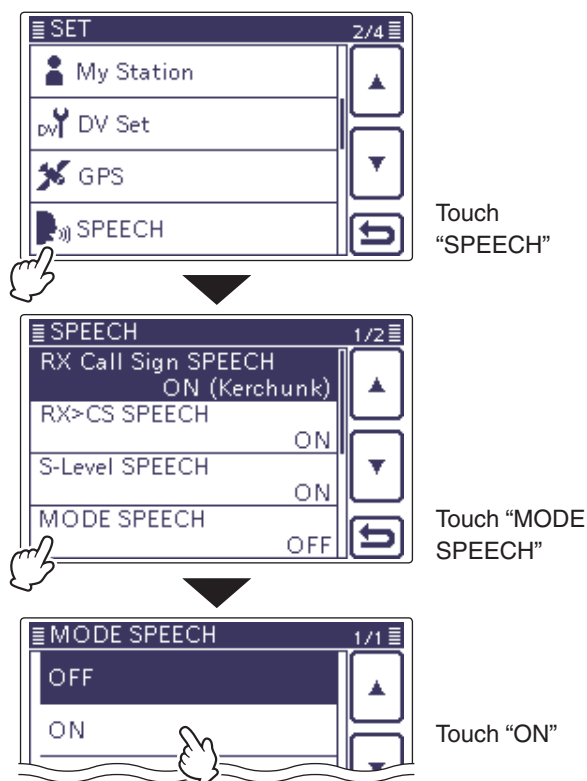 SET 2/4
My Station
DV DV Set
GPS
SPEECH
Touch
“SPEECH”
SPEECH 1/2
RX Call Sign SPEECH
ON (Kerchunk)
RX>CS SPEECH
ON
S-Level SPEECH
ON
MODE SPEECH
OFF
Touch “MODE
SPEECH”
MODE SPEECH 1/1
OFF
ON
Touch “ON”